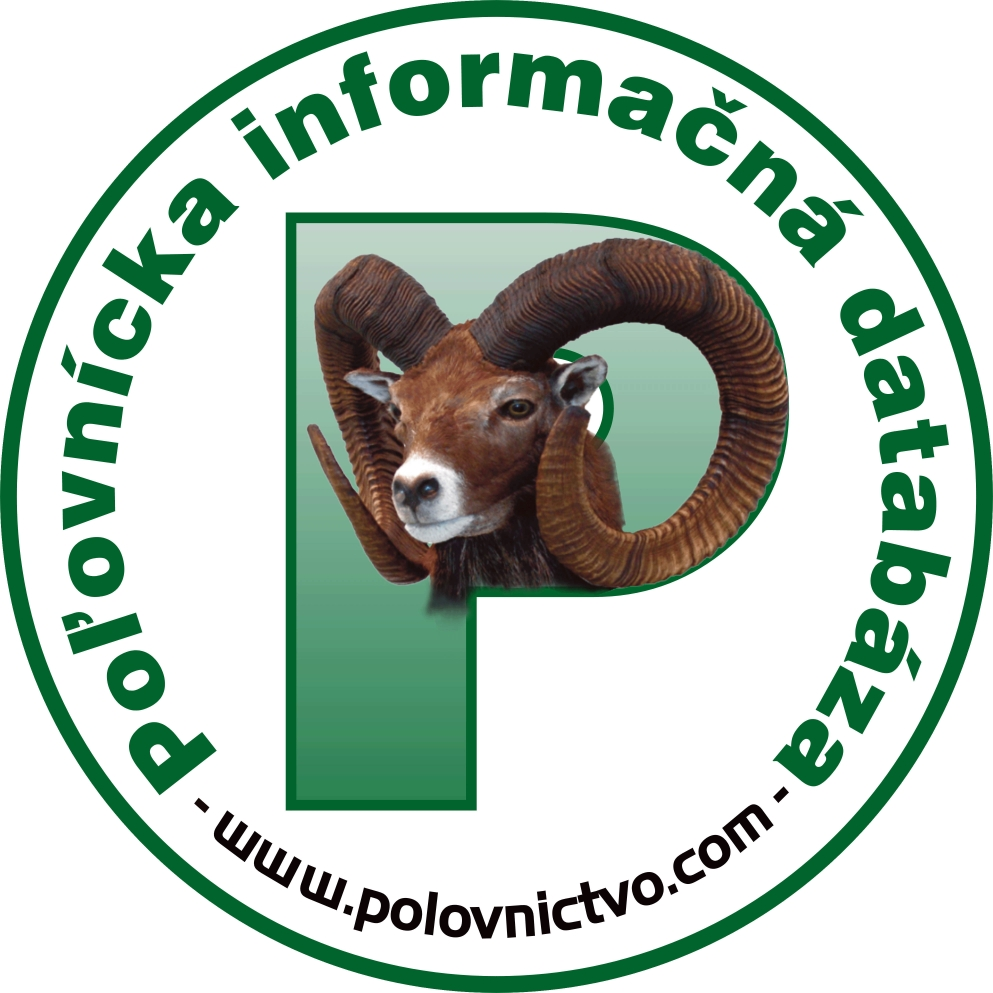 Poľovnícka informačná databáza
- www.polovnictvo.com -
P